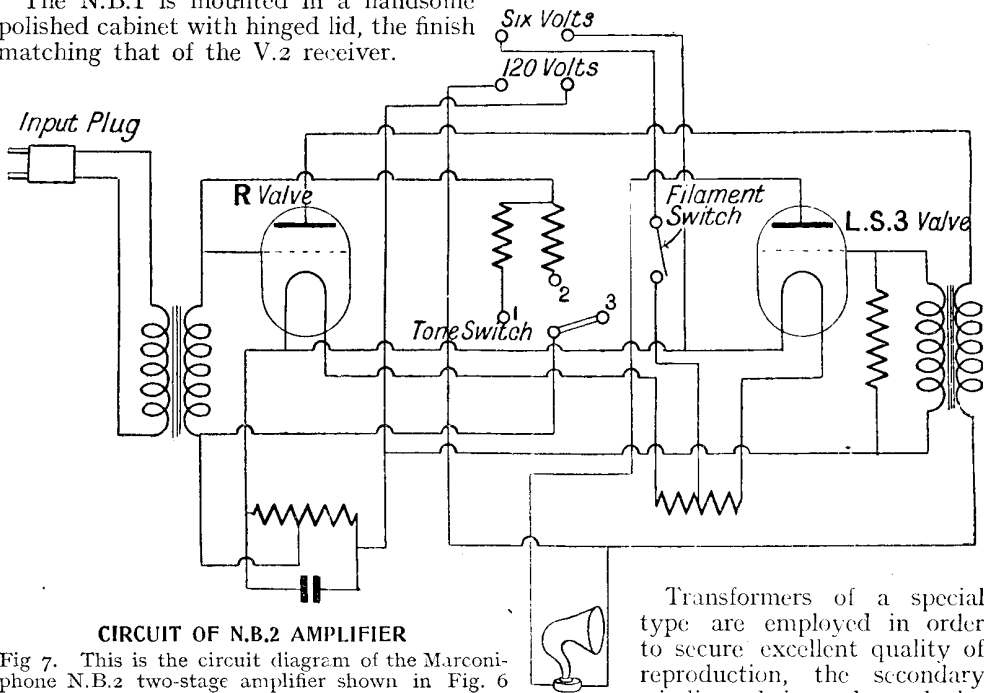 The N.B.1 is mounted in a handsome
polished cabinet with hinged lid, the finish
matching that of the V.2 receiver.
Six Volts
120 Volts
Input Plug
R Valve
Filament
Switch
L.S.3 Valve
2
1
3
Tone Switch
CIRCUIT OF N.B.2 AMPLIFIER
Fig 7. This is the circuit diagram of the Marconi-
phone N.B.2 two-stage amplifier shown in Fig. 6
Transformers of a special
type are employed in order
to secure excellent quality of
reproduction, the secondary